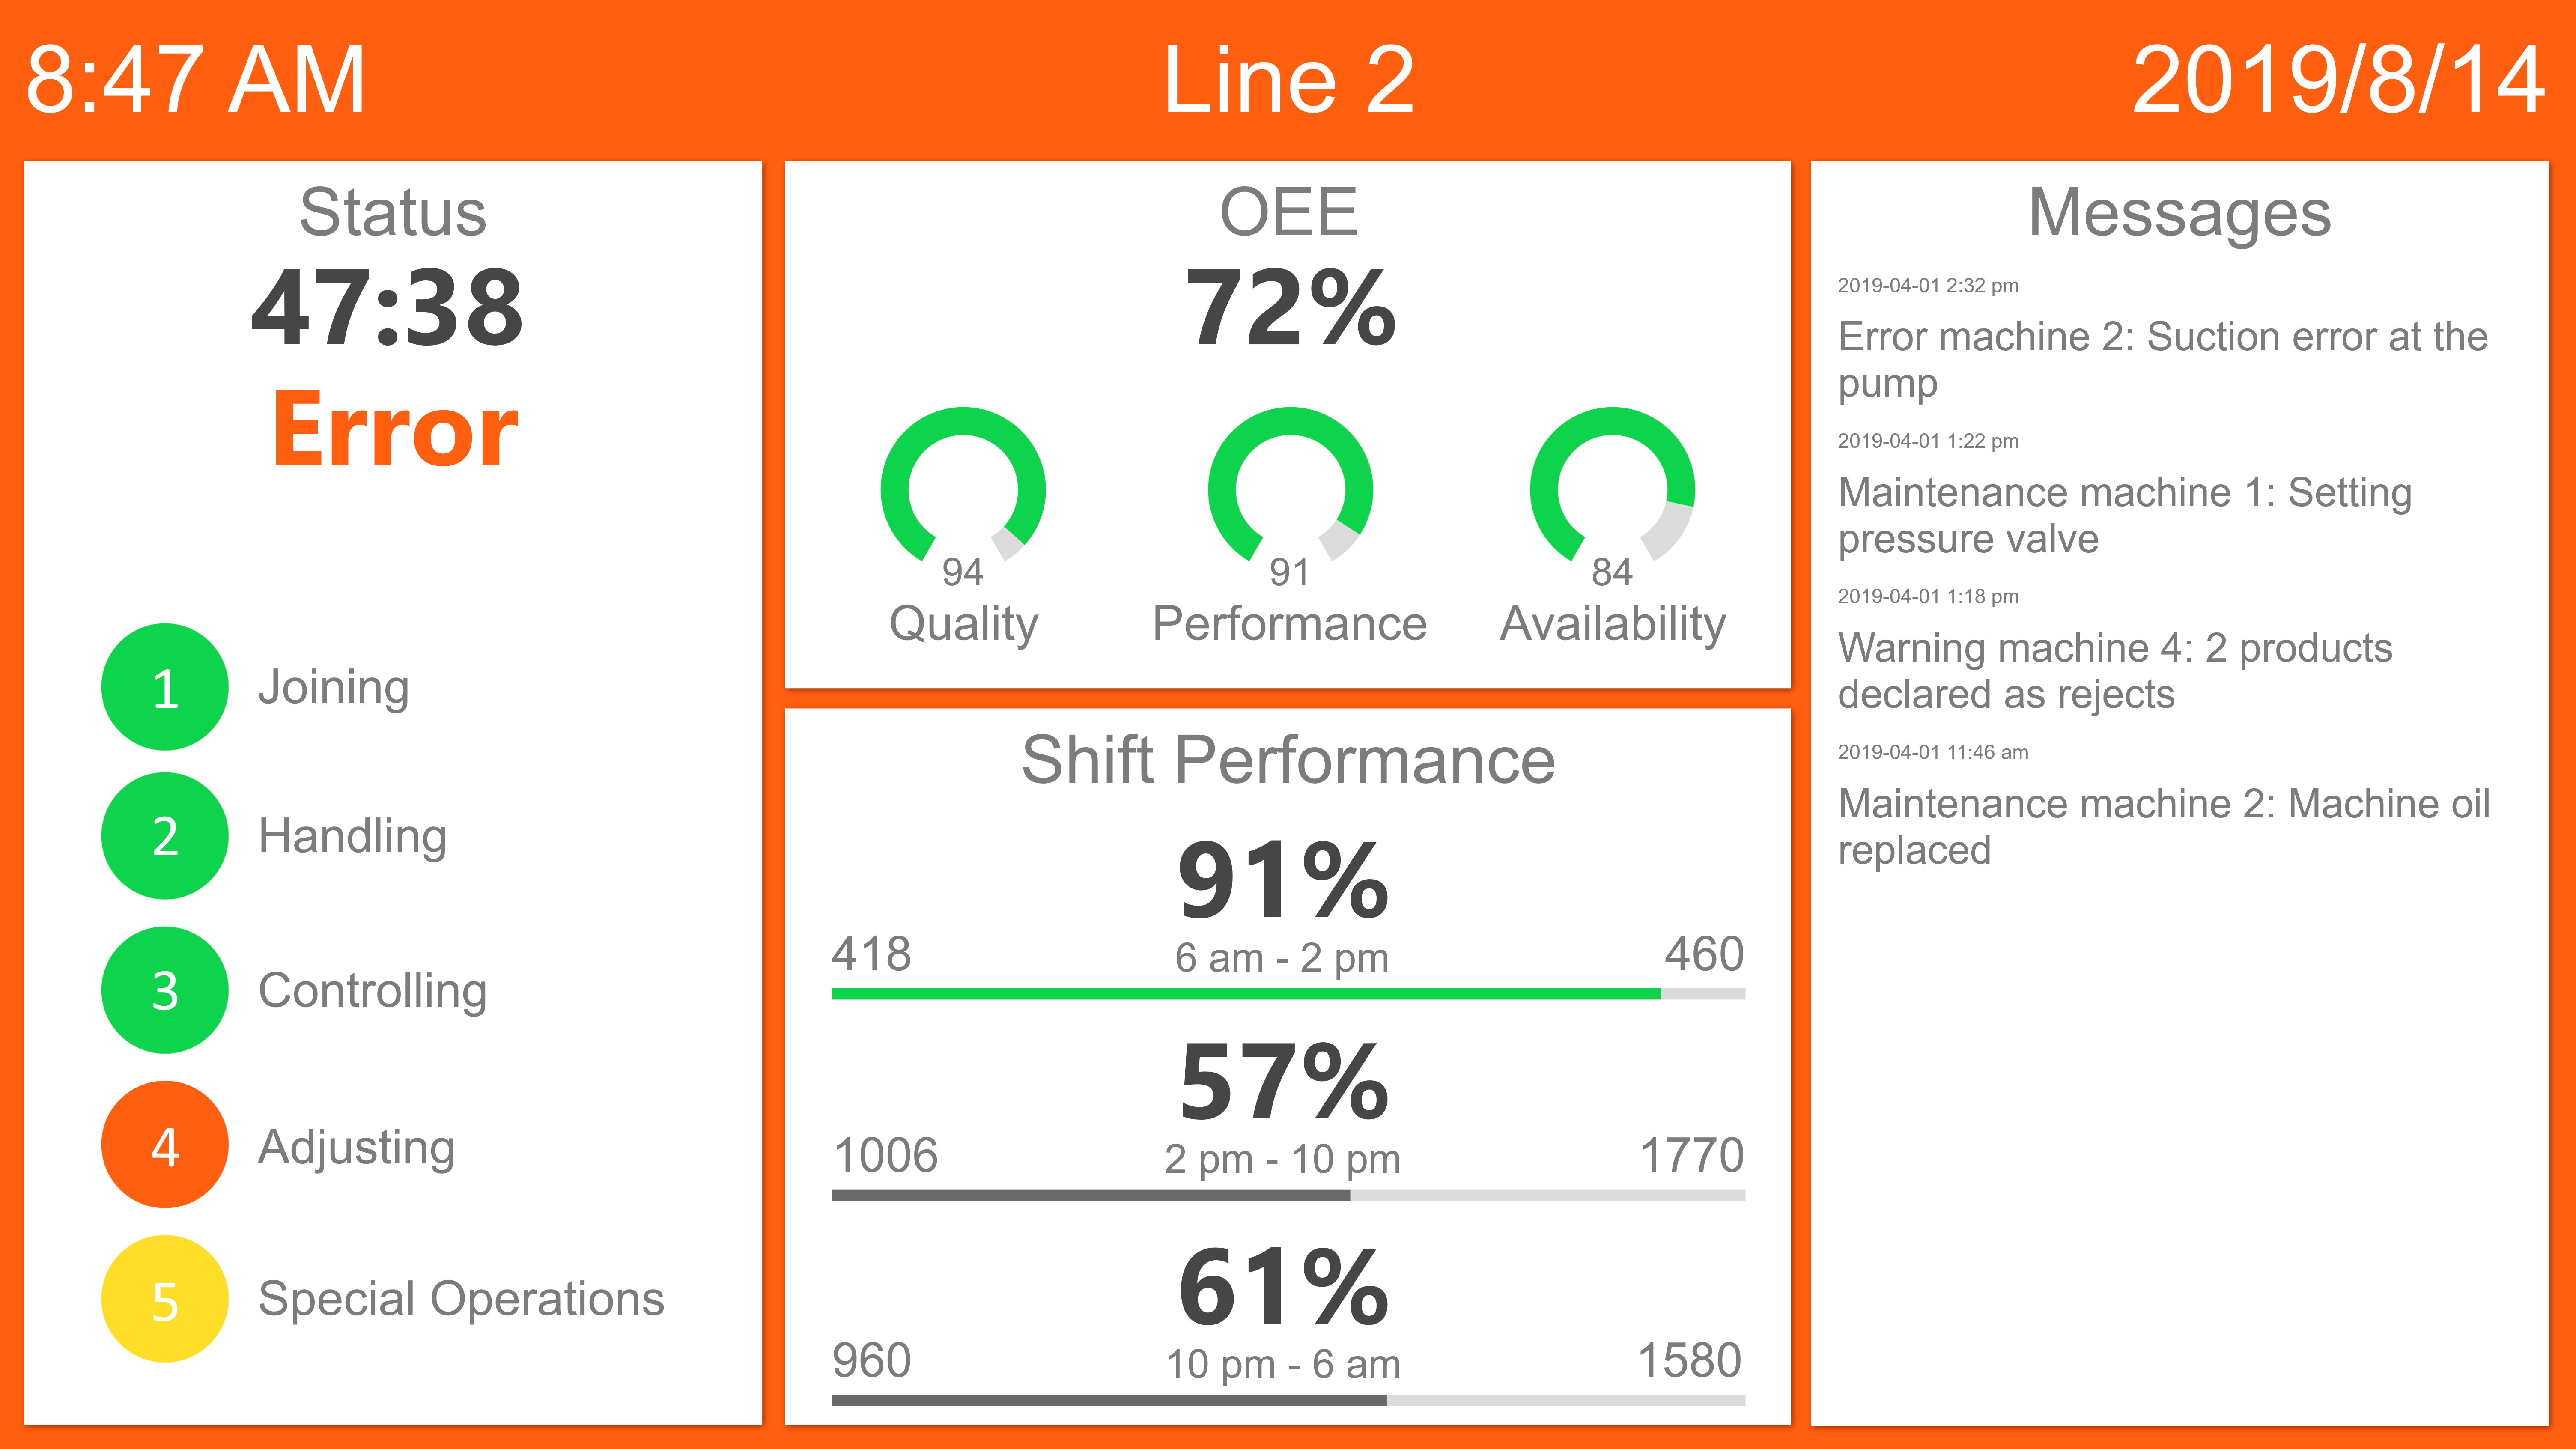 8:47 AM
Line 2
2019/8/14
Status
47:38
Error
1 Joining
2 Handling
3 Controlling
4 Adjusting
5 Special Operations
OEE
72%
94
Quality
91
Performance
84
Availability
Shift Performance
91%
418 6 am - 2 pm 460
57%
1006 2 pm - 10 pm 1770
61%
960 10 pm - 6 am 1580
Messages
2019-04-01 2:32 pm
Error machine 2: Suction error at the
pump
2019-04-01 1:22 pm
Maintenance machine 1: Setting
pressure valve
2019-04-01 1:18 pm
Warning machine 4: 2 products
declared as rejects
2019-04-01 11:46 am
Maintenance machine 2: Machine oil
replaced